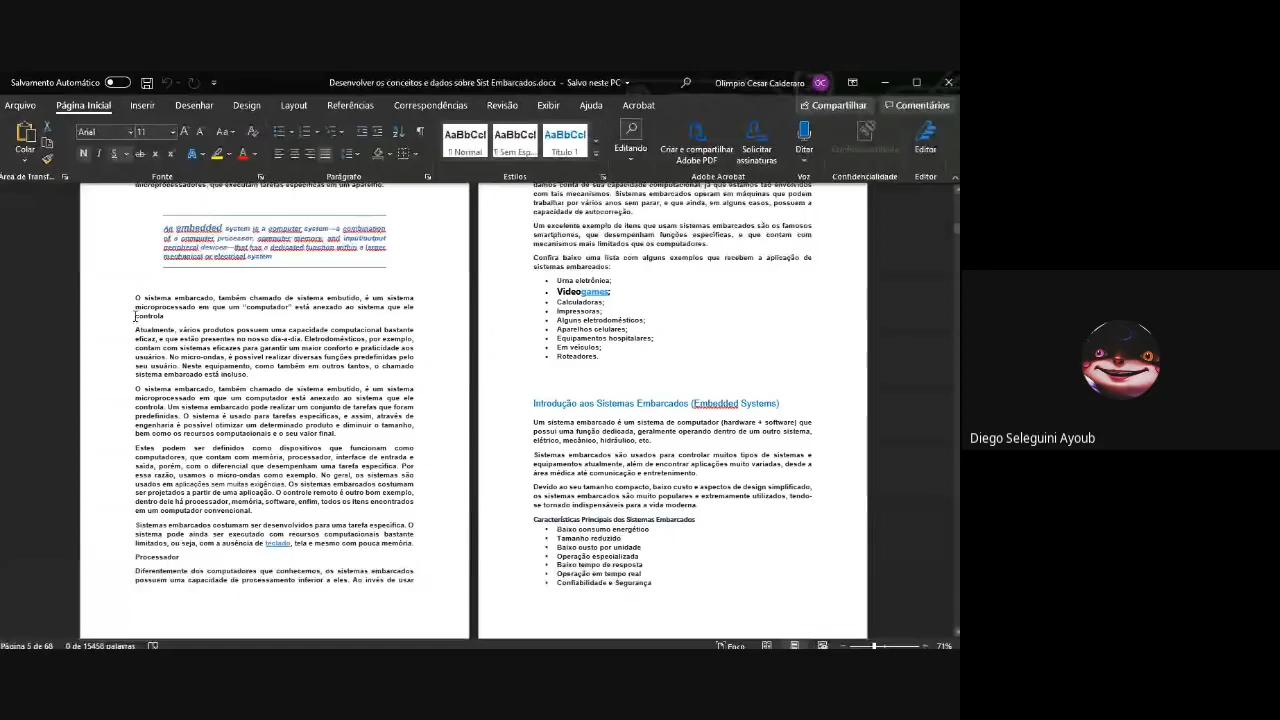 Salvamento Automático
Desenvolver os conceitos e dados sobre Sist Embarcados.docx - Salvo neste PC
Olimpio Cesar Calderaro
OC
Arquivo Página Inicial Inserir Desenhar Design Layout Referências Correspondências Revisão Exibir Ajuda Acrobat
Compartilhar
Comentários
Colar
Arial
11
AaBbCcI AaBbCcI AaBbCcI
Normal Sem Esp... Título 1
Editando
Criar e compartilhar Adobe PDF
Solicitar assinaturas
Ditar
Confidencialidade
Editor
Área de Transf...
Fonte
Parágrafo
Estilos
Adobe Acrobat
Voz
Confidencialidade
Editor
microprocessadores, que executam tarefas específicas em um aparelho.
An embedded system is a computer system—a combination
of a computer processor, computer memory, and input/output
peripheral devices—that has a dedicated function within a larger
mechanical or electrical system
O sistema embarcado, também chamado de sistema embutido, é um sistema
microprocessado em que um “computador” está anexado ao sistema que ele
controla
Atualmente, vários produtos possuem uma capacidade computacional bastante
eficaz, e que estão presentes no nosso dia-a-dia. Eletrodomésticos, por exemplo,
contam com sistemas eficazes para garantir um maior conforto e praticidade aos
usuários. No micro-ondas, é possível realizar diversas funções predefinidas pelo
seu usuário. Neste equipamento, como também em outros tantos, o chamado
sistema embarcado está incluso.
O sistema embarcado, também chamado de sistema embutido, é um sistema
microprocessado em que um computador está anexado ao sistema que ele
controla. Um sistema embarcado pode realizar um conjunto de tarefas que foram
predefinidas. O sistema é usado para tarefas específicas, e assim, através de
engenharia é possível otimizar um determinado produto e diminuir o tamanho,
bem como os recursos computacionais e o seu valor final.
Estes podem ser definidos como dispositivos que funcionam como
computadores, que contam com memória, processador, interface de entrada e
saída, porém, com o diferencial que desempenham uma tarefa específica. Por
essa razão, usamos o micro-ondas como exemplo. No geral, os sistemas são
usados em aplicações sem muitas exigências. Os sistemas embarcados costumam
ser projetados a partir de uma aplicação. O controle remoto é outro bom exemplo,
dentro dele há processador, memória, software, enfim, todos os itens encontrados
em um computador convencional.
Sistemas embarcados costumam ser desenvolvidos para uma tarefa específica. O
sistema pode ainda ser executado com recursos computacionais bastante
limitados, ou seja, com a ausência de teclado, tela e mesmo com pouca memória.
Processador
Diferentemente dos computadores que conhecemos, os sistemas embarcados
possuem uma capacidade de processamento inferior a eles. Ao invés de usar
damos conta de sua capacidade computacional, já que estamos tão envolvidos
com tais mecanismos. Sistemas embarcados operam em máquinas que podem
trabalhar por vários anos sem parar, e que ainda, em alguns casos, possuem a
capacidade de autocorreção.
Um excelente exemplo de itens que usam sistemas embarcados são os famosos
smartphones, que desempenham funções específicas, e que contam com
mecanismos mais limitados que os computadores.
Confira baixo uma lista com alguns exemplos que recebem a aplicação de
sistemas embarcados:
• Urna eletrônica;
• Videogames;
• Calculadoras;
• Impressoras;
• Alguns eletrodomésticos;
• Aparelhos celulares;
• Equipamentos hospitalares;
• Em veículos;
• Roteadores.
Introdução aos Sistemas Embarcados (Embedded Systems)
Um sistema embarcado é um sistema de computador (hardware + software) que
possui uma função dedicada, geralmente operando dentro de um outro sistema,
elétrico, mecânico, hidráulico, etc.
Sistemas embarcados são usados para controlar muitos tipos de sistemas e
equipamentos atualmente, além de encontrar aplicações muito variadas, desde a
área médica até comunicação e entretenimento.
Devido ao seu tamanho compacto, baixo custo e aspectos de design simplificado,
os sistemas embarcados são muito populares e extremamente utilizados, tendo-
se tornado indispensáveis para a vida moderna.
Características Principais dos Sistemas Embarcados
• Baixo consumo energético
• Tamanho reduzido
• Baixo custo por unidade
• Operação especializada
• Baixo tempo de resposta
• Operação em tempo real
• Confiabilidade e Segurança
Página 5 de 68
0 de 15458 palavras
Foco
71%
Diego Seleguini Ayoub